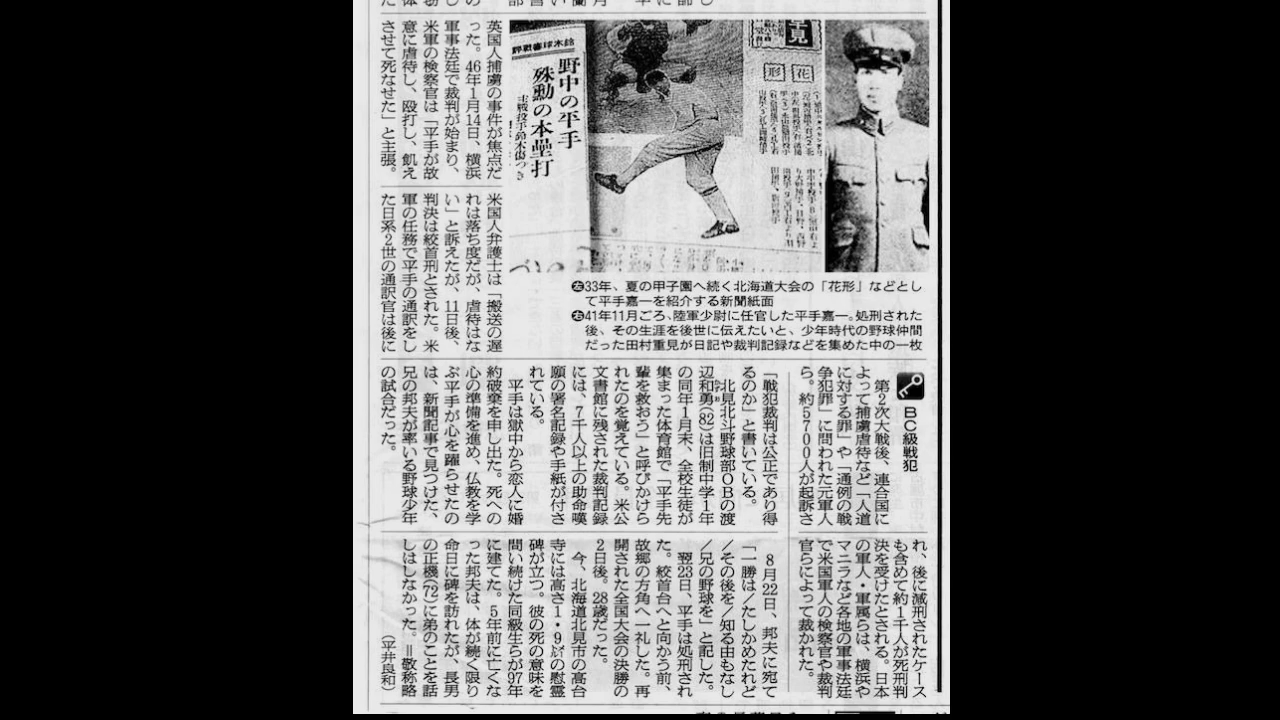 英国人捕虜の事件が焦点だ
った。46年1月14日、横浜、
軍事法廷で裁判が始まり、
米軍の検察官は「平手が故
意に虐待し、殴打し、飢え
させて死なせた」と主張。
米国人弁護士は「搬送の遅
れは落ち度だが、虐待はな
い」と訴えたが、11日後、
判決は絞首刑とされた。米
軍の任務で平手の通訳をし
た日系2世の通訳官は後に
野中の平手
殊勲の本壘打
花形
左33年、夏の甲子園へ続く北海道大会の「花形」などとし
て平手嘉一を紹介する新聞紙面
右41年11月ごろ、陸軍少尉に任官した平手嘉一。処刑された
後、その生涯を後世に伝えたいと、少年時代の野球仲間
だった田村重見が日記や裁判記録などを集めた中の一枚
「戦犯裁判は公正であり得
るのか」と書いている。
北見北斗野球部OBの渡
辺和勇(82)は旧制中学1年
の同年1月末、全校生徒が
集まった体育館で「平手先
輩を救おう」と呼びかけら
れたのを覚えている。米公
文書館に残された裁判記録
には、7千人以上の助命嘆
願の署名記録や手紙が付さ
れている。
平手は獄中から恋人に婚
約破棄を申し出た。死への
心の準備を進め、仏教を学
ぶ平手が心を躍らせたの
は、新聞記事で見つけた、
兄の邦夫が率いる野球少年
の試合だった。
8月22日、邦夫に宛て
「一勝は/たしかめたれど
/その後を/知る由もなし
/兄の野球を」と記した。
翌23日、平手は処刑され
た。絞首台へと向かう前、
故郷の方角へ一礼した。再
開された全国大会の決勝の
2日後。28歳だった。
今、北海道北見市の高台
寺には高さ1・9㍍の慰霊
碑が立つ。彼の死の意味を
問い続けた同級生らが97年
に建てた。5年前に亡くな
った邦夫は、体が続く限り
命日に碑を訪れたが、長男
の正機(72)に弟のことを話
しはしなかった。=敬称略
(平井良和)
BC級戦犯
第2次大戦後、連合国に
よって捕虜虐待など「人道
に対する罪」や「通例の戦
争犯罪」に問われた元軍人
ら。約5700人が起訴さ
れ、後に減刑されたケース
も含めて約1千人が死刑判
決を受けたとされる。日本
の軍人・軍属らは、横浜や
マニラなど各地の軍事法廷
で米国軍人の検察官や裁判
官らによって裁かれた。